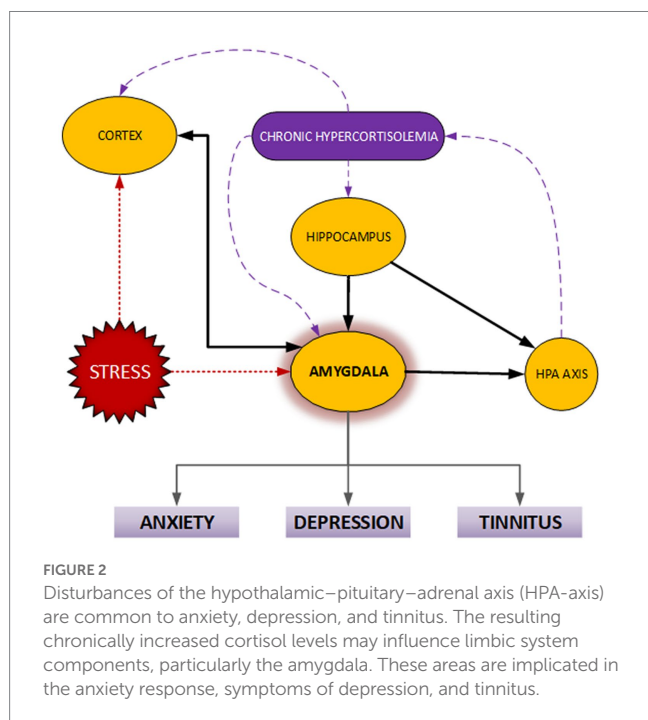 CORTEX
CHRONIC HYPERCORTISOLEMIA
HIPPOCAMPUS
STRESS
AMYGDALA
HPA AXIS
ANXIETY
DEPRESSION
TINNITUS
FIGURE 2
Disturbances of the hypothalamic–pituitary–adrenal axis (HPA-axis)
are common to anxiety, depression, and tinnitus. The resulting
chronically increased cortisol levels may influence limbic system
components, particularly the amygdala. These areas are implicated in
the anxiety response, symptoms of depression, and tinnitus.